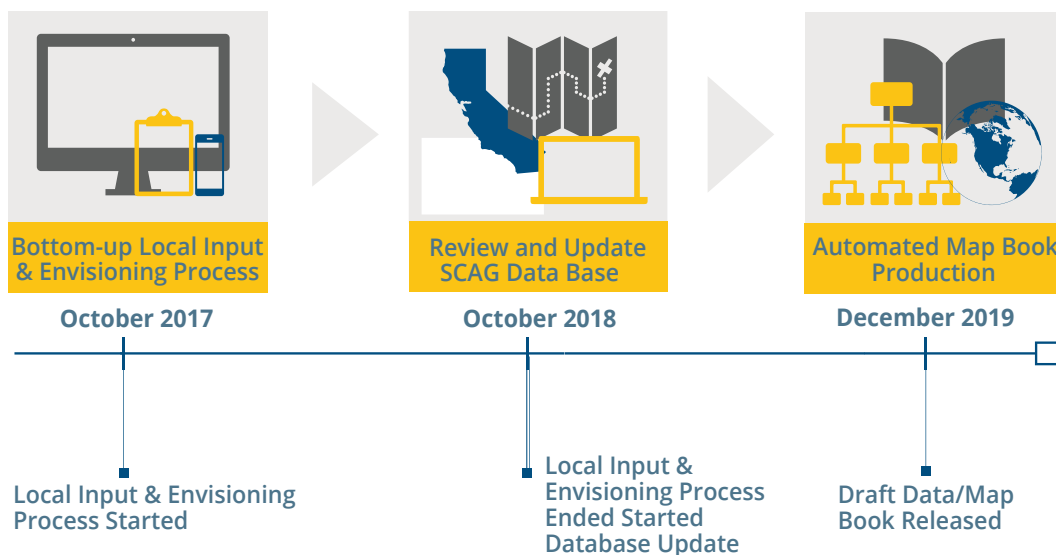 Bottom-up Local Input
& Envisioning Process
Review and Update
SCAG Data Base
Automated Map Book
Production
October 2017
October 2018
December 2019
Local Input & Envisioning
Process Started
Local Input &
Envisioning Process
Ended Started
Database Update
Draft Data/Map
Book Released